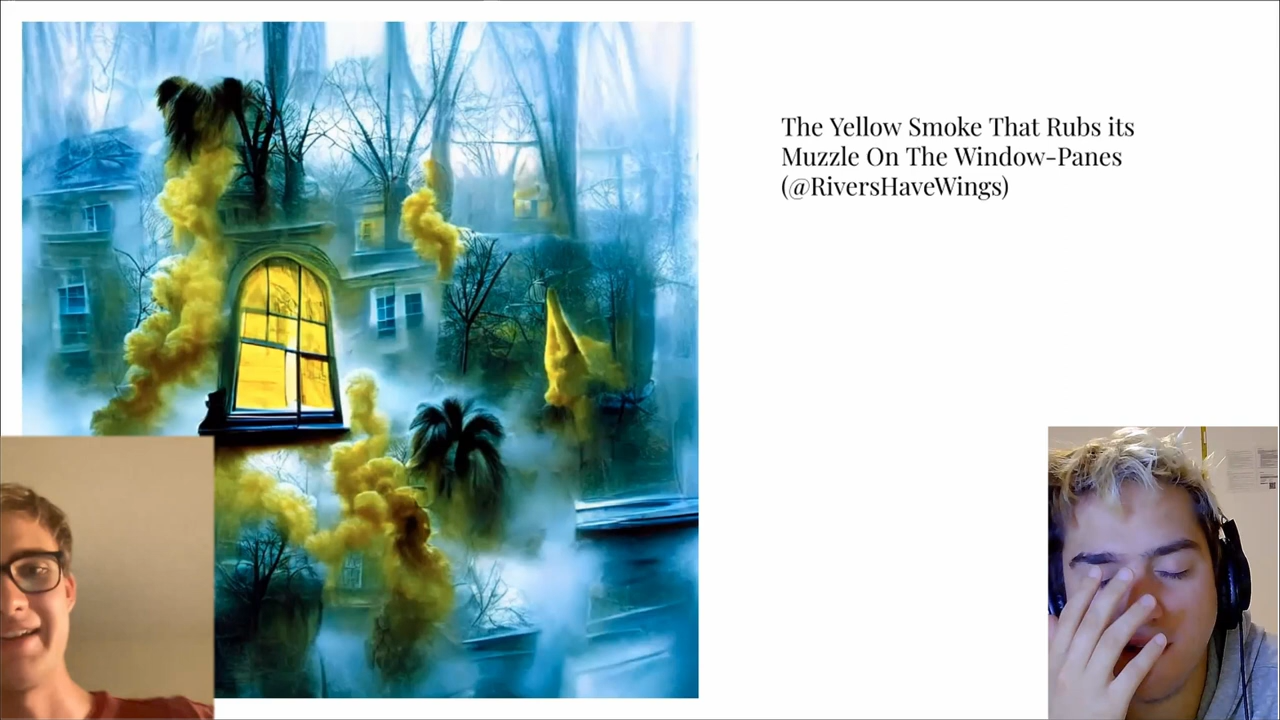 The Yellow Smoke That Rubs its
Muzzle On The Window-Panes
(@RiversHaveWings)